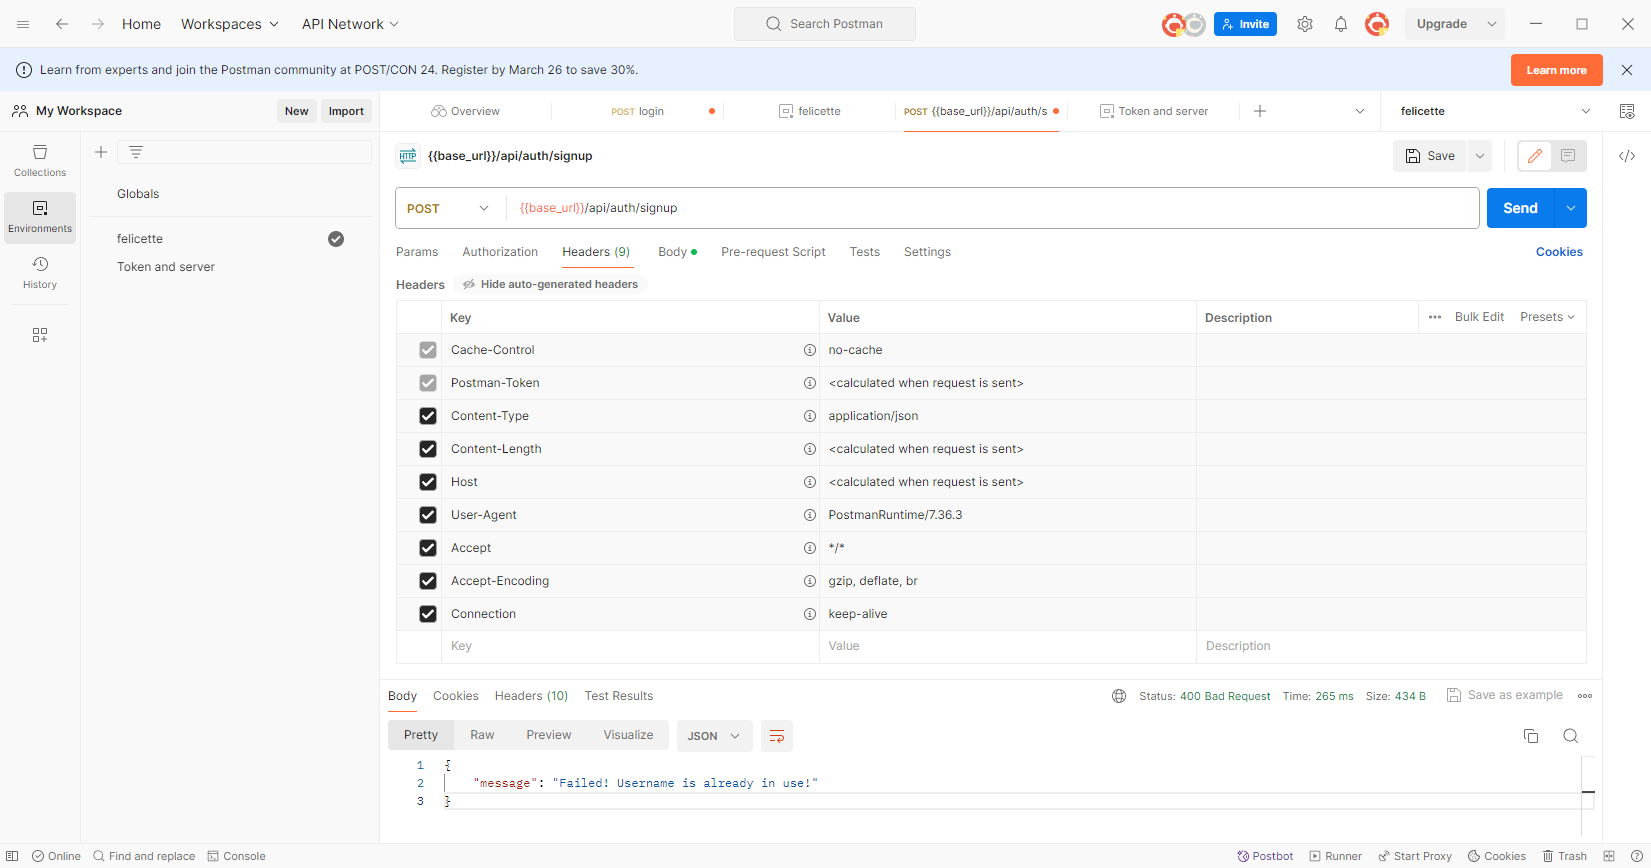 Home Workspaces API Network Search Postman Invite Upgrade
Learn from experts and join the Postman community at POST/CON 24. Register by March 26 to save 30%. Learn more
My Workspace New Import Overview POST login felicette POST {{base_url}}/api/auth/s Token and server felicette
HTTP {{base_url}}/api/auth/signup Save
Collections
Globals
Environments
felicette
Token and server
History
POST {{base_url}}/api/auth/signup Send
Params Authorization Headers (9) Body Pre-request Script Tests Settings Cookies
Headers Hide auto-generated headers
Key Value Description Bulk Edit Presets
Cache-Control no-cache
Postman-Token <calculated when request is sent>
Content-Type application/json
Content-Length <calculated when request is sent>
Host <calculated when request is sent>
User-Agent PostmanRuntime/7.36.3
Accept */*
Accept-Encoding gzip, deflate, br
Connection keep-alive
Key Value Description
Body Cookies Headers (10) Test Results Status: 400 Bad Request Time: 265 ms Size: 434 B Save as example
Pretty Raw Preview Visualize JSON
1 {
2 "message": "Failed! Username is already in use!"
3 }
Online Find and replace Console Postbot Runner Start Proxy Cookies Trash